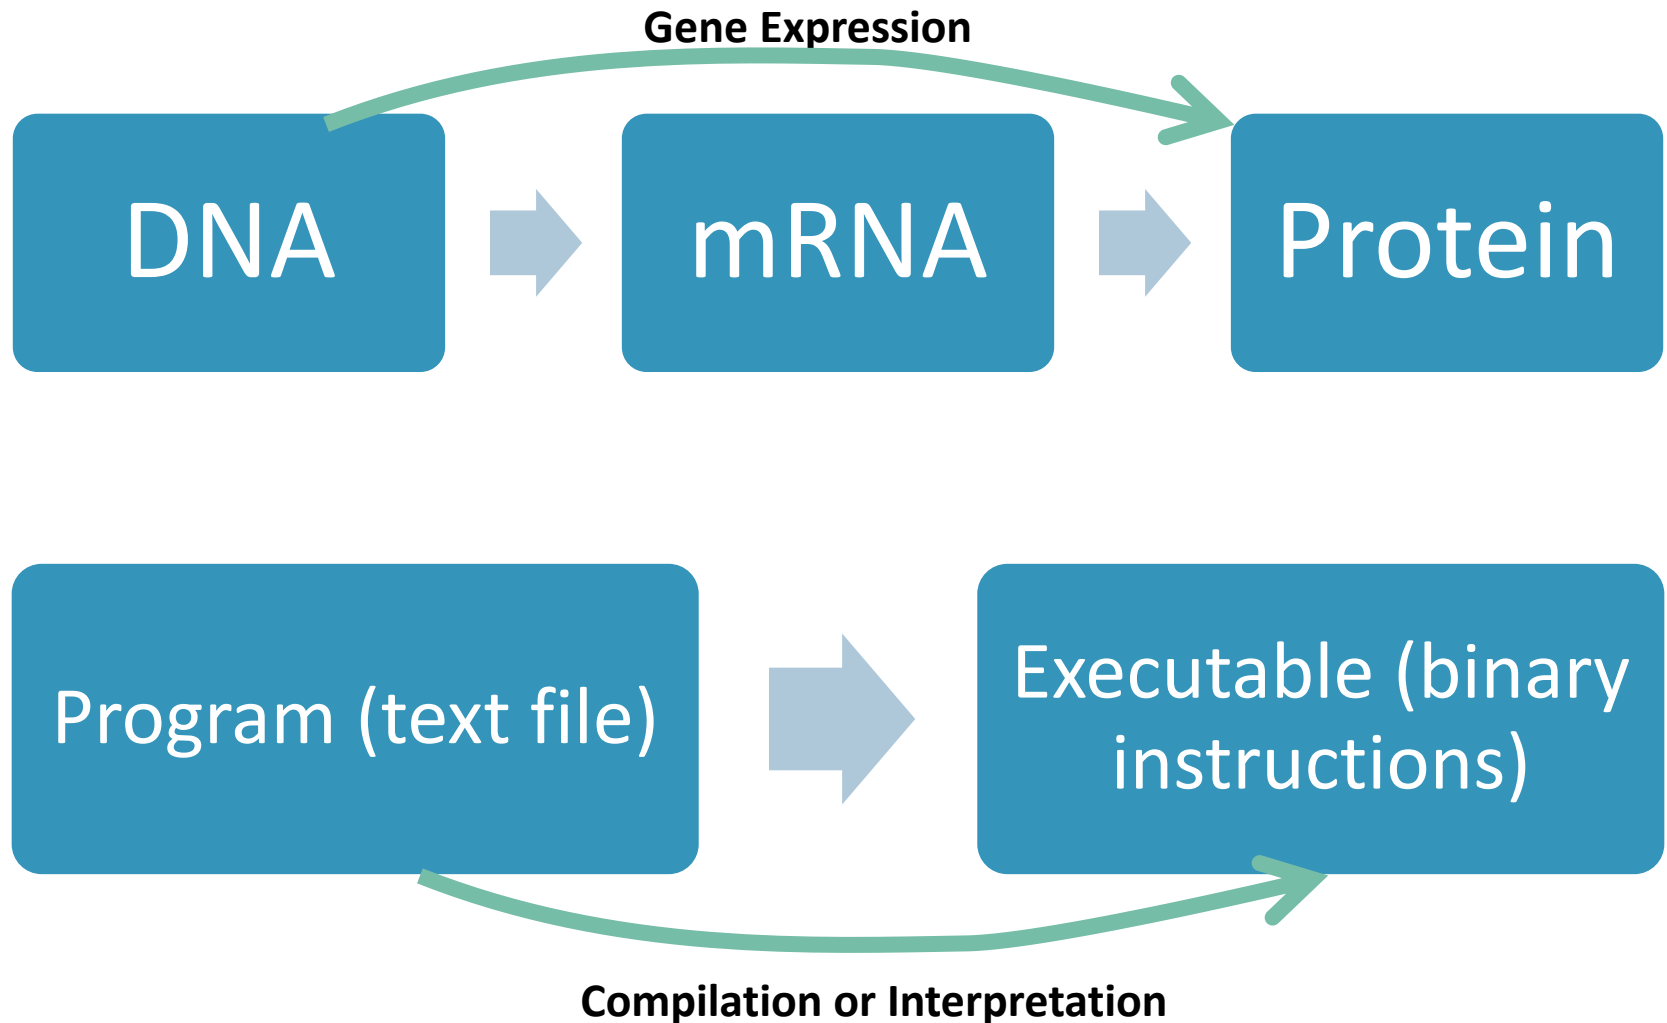 Gene Expression
DNA
mRNA
Protein
Program (text file)
Executable (binary
instructions)
Compilation or Interpretation